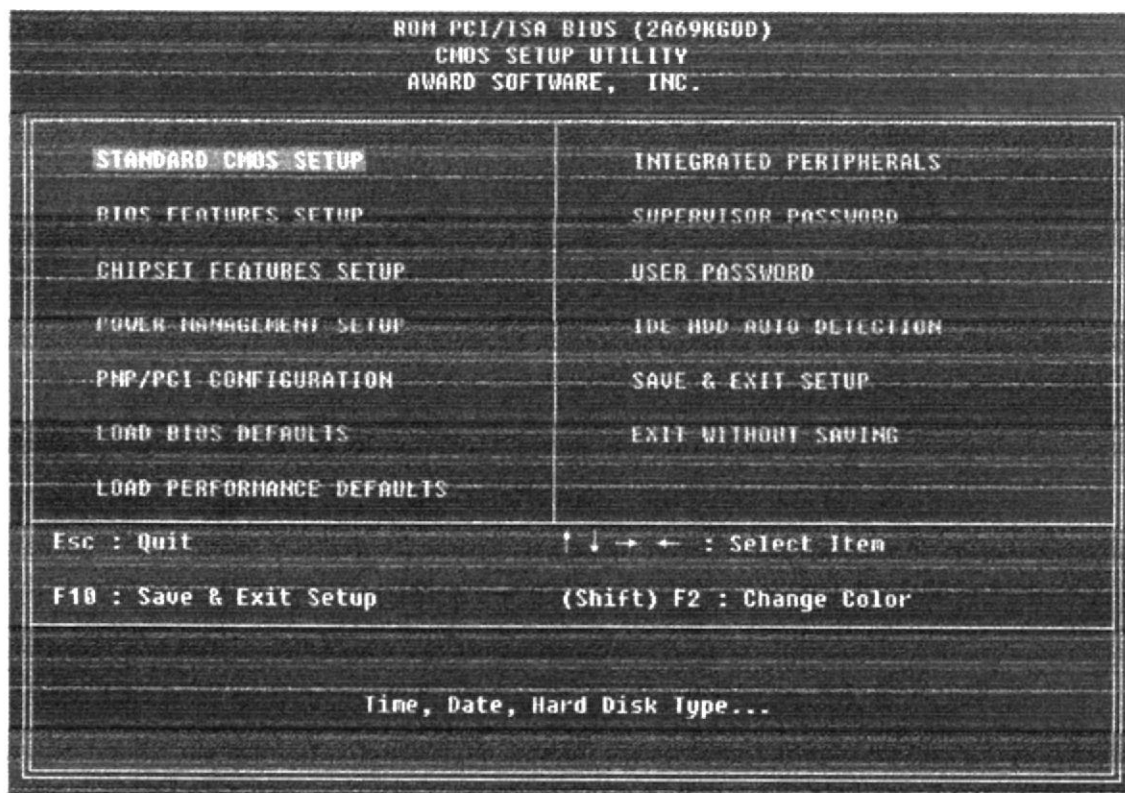 ROM PCI/ISA BIOS (2A69KG0D)
CMOS SETUP UTILITY
AWARD SOFTWARE, INC.
STANDARD CMOS SETUP
BIOS FEATURES SETUP
CHIPSET FEATURES SETUP
POWER MANAGEMENT SETUP
PNP/PCI CONFIGURATION
LOAD BIOS DEFAULTS
LOAD PERFORMANCE DEFAULTS
INTEGRATED PERIPHERALS
SUPERVISOR PASSWORD
USER PASSWORD
IDE HDD AUTO DETECTION
SAVE & EXIT SETUP
EXIT WITHOUT SAVING
Esc : Quit
↑ ↓ → ← : Select Item
F10 : Save & Exit Setup
(Shift) F2 : Change Color
Time, Date, Hard Disk Type...